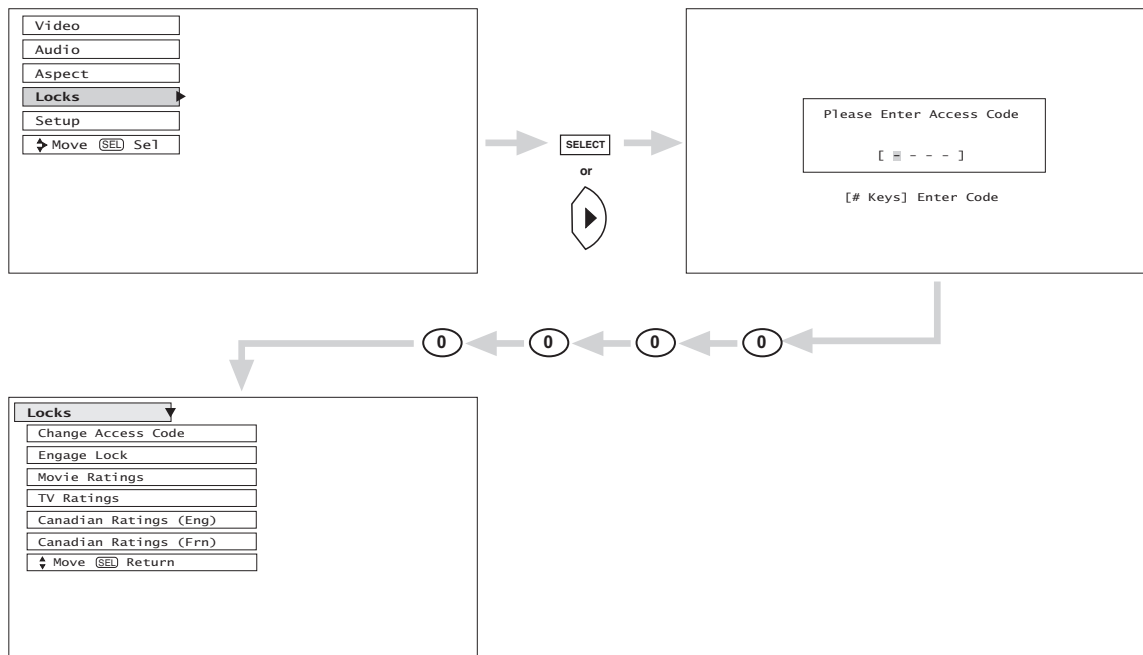 Video
Audio
Aspect
Locks
Setup
Move SEL Sel
SELECT
or
Please Enter Access Code
[ - - - - ]
[# Keys] Enter Code
0 0 0 0
Locks
Change Access Code
Engage Lock
Movie Ratings
TV Ratings
Canadian Ratings (Eng)
Canadian Ratings (Frn)
Move SEL Return